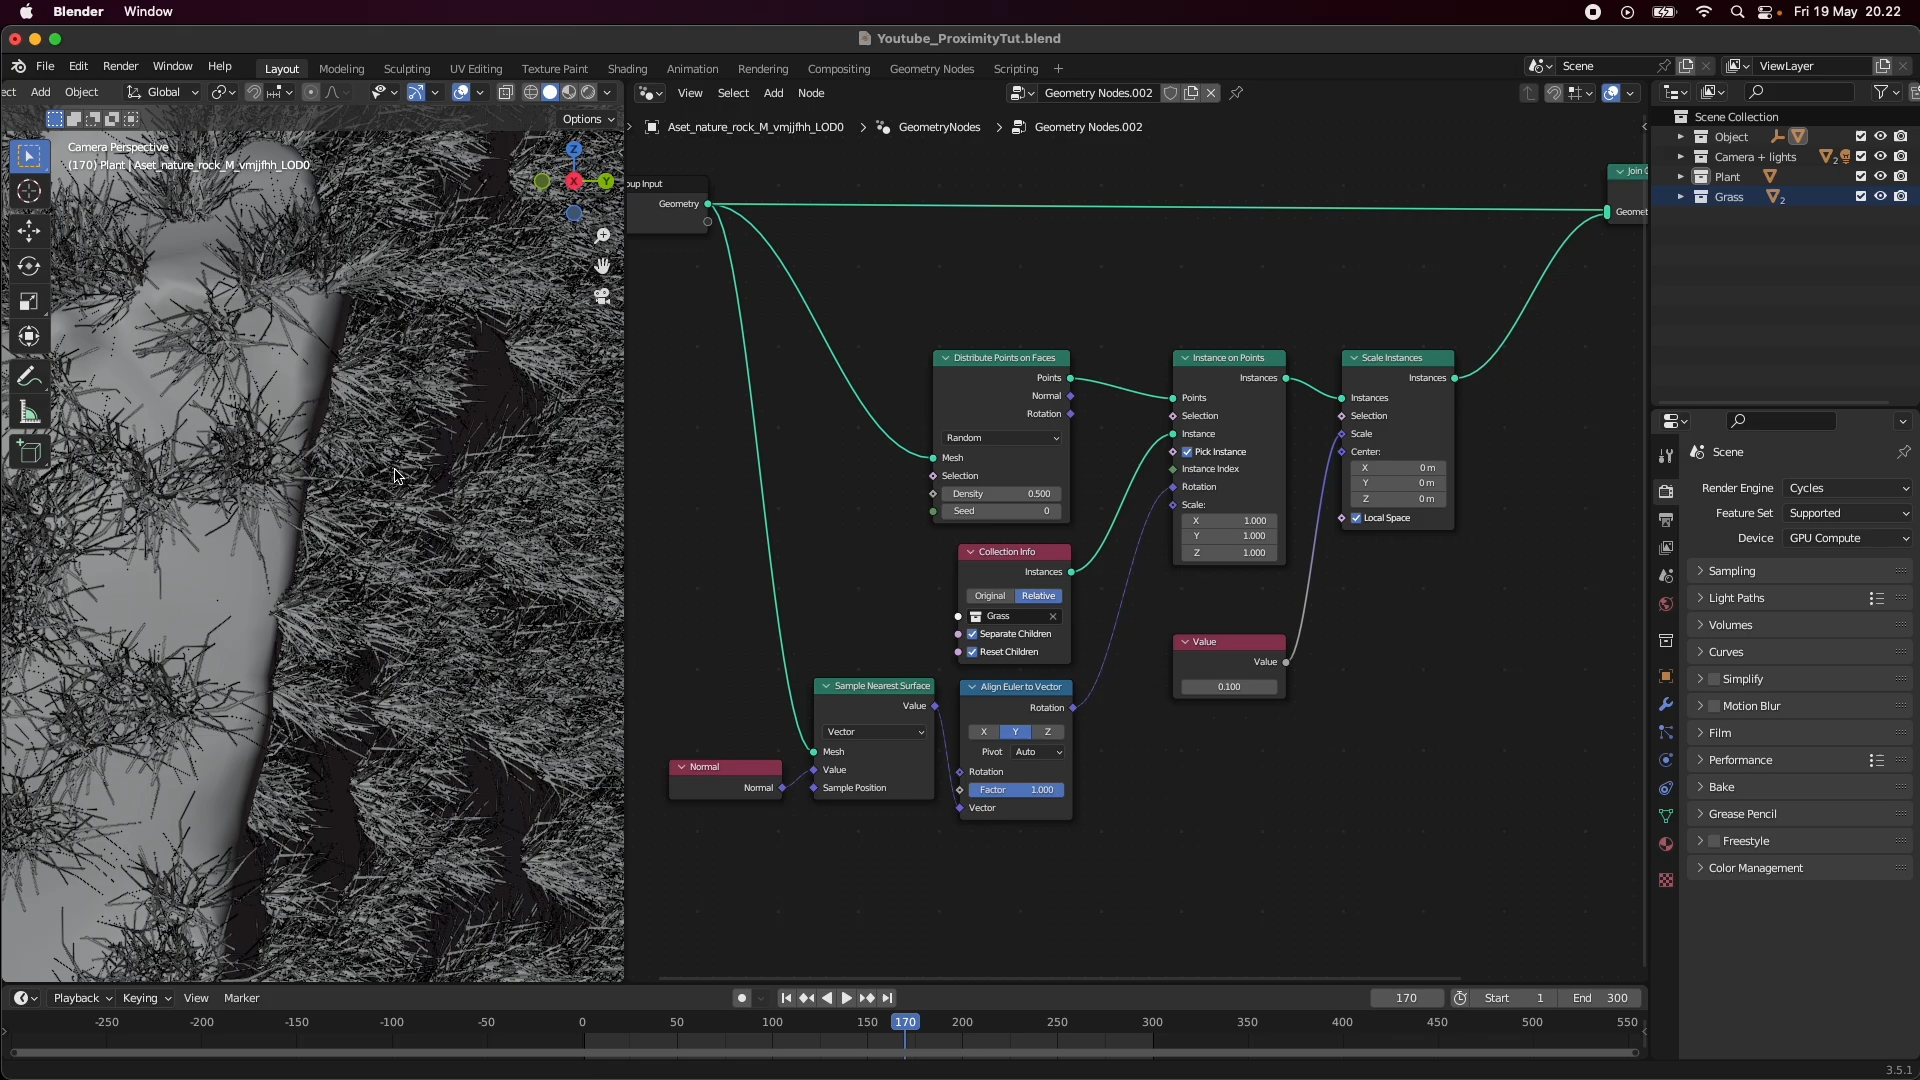 Blender Window Fri 19 May 20.22
Youtube_ProximityTut.blend
File Edit Render Window Help Layout Modeling Sculpting UV Editing Texture Paint Shading Animation Rendering Compositing Geometry Nodes Scripting + Scene ViewLayer
ect Add Object Global View Select Add Node Geometry Nodes.002
Options
Aset_nature_rock_M_vmjjfhh_LOD0 > GeometryNodes > Geometry Nodes.002
Camera Perspective
(170) Plant | Aset_nature_rock_M_vmjjfhh_LOD0
Z
X
Y
Scene Collection
Object
Camera + lights 2
Plant
Grass 2
oup Input
Geometry
Join G
Geomet
Distribute Points on Faces
Points
Normal
Rotation
Random
Mesh
Selection
Density 0.500
Seed 0
Instance on Points
Instances
Points
Selection
Instance
Pick Instance
Instance Index
Rotation
Scale:
X 1.000
Y 1.000
Z 1.000
Scale Instances
Instances
Instances
Selection
Scale
Center:
X 0 m
Y 0 m
Z 0 m
Local Space
Collection Info
Instances
Original Relative
Grass
Separate Children
Reset Children
Value
Value
0.100
Sample Nearest Surface
Value
Vector
Mesh
Value
Sample Position
Align Euler to Vector
Rotation
X Y Z
Pivot Auto
Rotation
Factor 1.000
Vector
Normal
Normal
Scene
Render Engine Cycles
Feature Set Supported
Device GPU Compute
Sampling
Light Paths
Volumes
Curves
Simplify
Motion Blur
Film
Performance
Bake
Grease Pencil
Freestyle
Color Management
Playback Keying View Marker 170 Start 1 End 300
-250 -200 -150 -100 -50 0 50 100 150 170 200 250 300 350 400 450 500 550
3.5.1